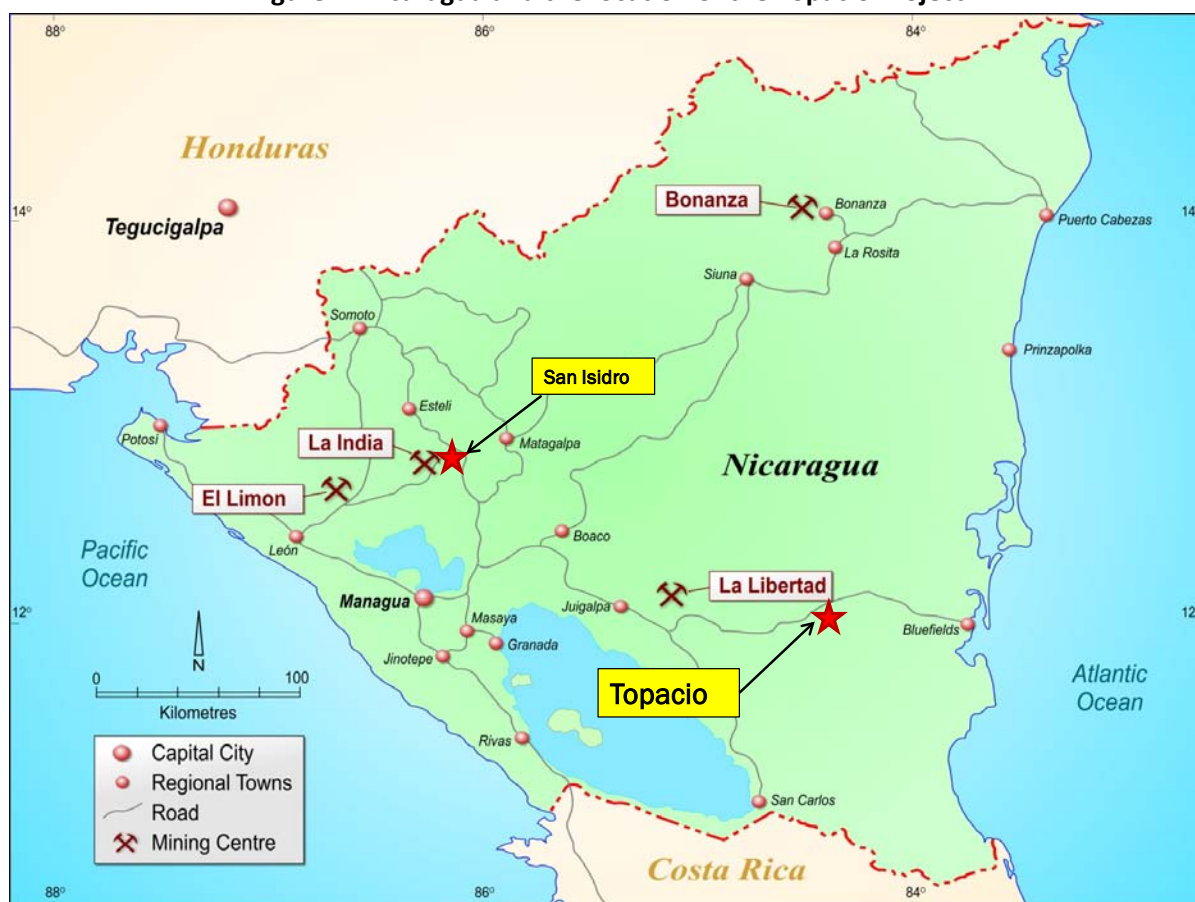 88°
86°
84°
Honduras
Tegucigalpa
14°
14
Bonanza
Bonanza
Puerto Cabezas
La Rosita
Siuna
Somoto
Prinzapolka
San Isidro
Esteli
Potosi
La India
Matagalpa
Nicaragua
El Limon
León
Boaco
Pacific
Ocean
La Libertad
Managua
Juigalpa
12°
12
Masaya
Bluefields
Granada
Jinotepe
N
Topacio
Atlantic
Ocean
0
100
Kilometres
Rivas
Capital City
Regional Towns
Road
Mining Centre
San Carlos
Costa Rica
88°
86°
84°